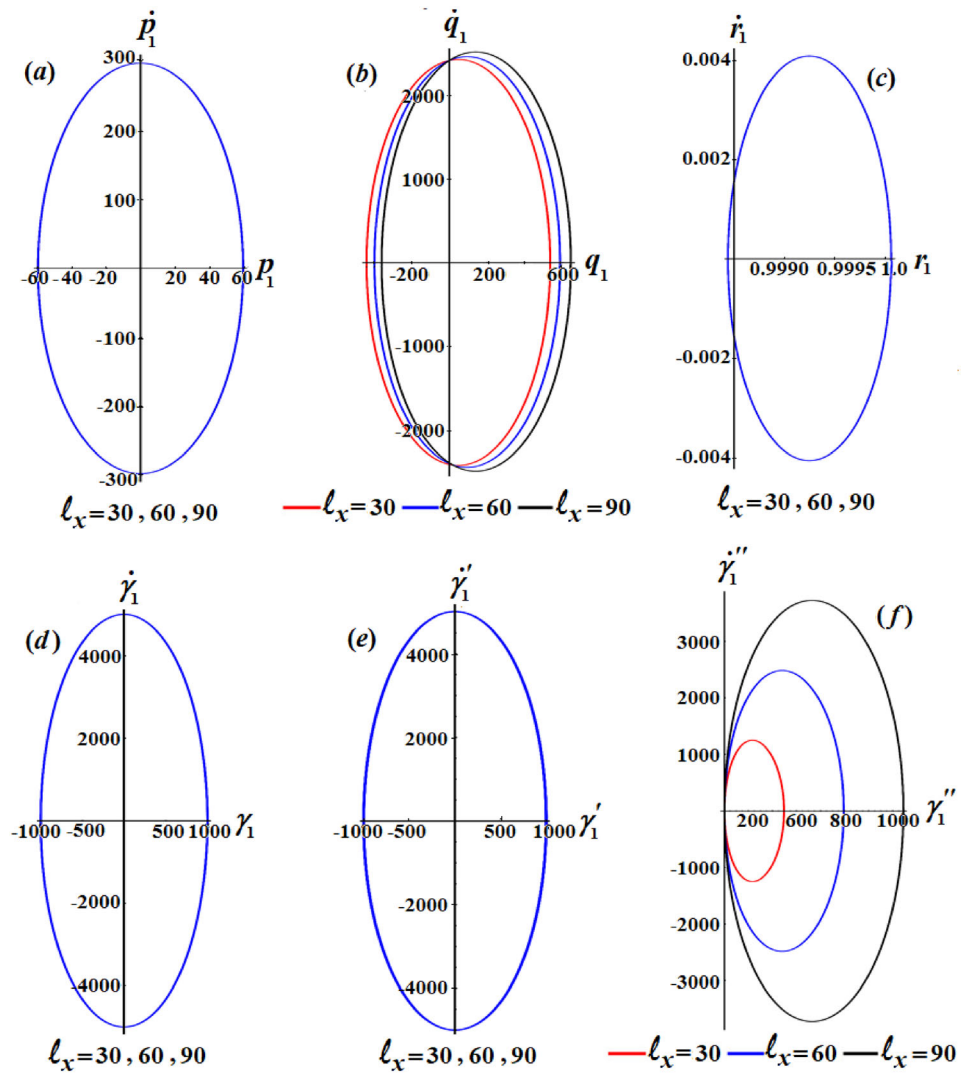 ṗ₁
(a)
300
200
100
-60 -40 -20 20 40 60 p₁
-100
-200
-300
ℓₓ=30 , 60 , 90
q̇₁
(b)
2000
1000
-200 200 600 q₁
-1000
-2000
ℓₓ=30 ℓₓ=60 ℓₓ=90
ṙ₁
(c)
0.004
0.002
0.9990 0.9995 1.0 r₁
-0.002
-0.004
ℓₓ=30 , 60 , 90
γ̇₁
(d)
4000
2000
-1000 -500 500 1000 γ₁
-2000
-4000
ℓₓ=30 , 60 , 90
γ̇₁′
(e)
4000
2000
-1000 -500 500 1000 γ₁′
-2000
-4000
ℓₓ=30 , 60 , 90
γ̇₁″
(f)
3000
2000
1000
200 600 800 1000 γ₁″
-1000
-2000
-3000
ℓₓ=30 ℓₓ=60 ℓₓ=90